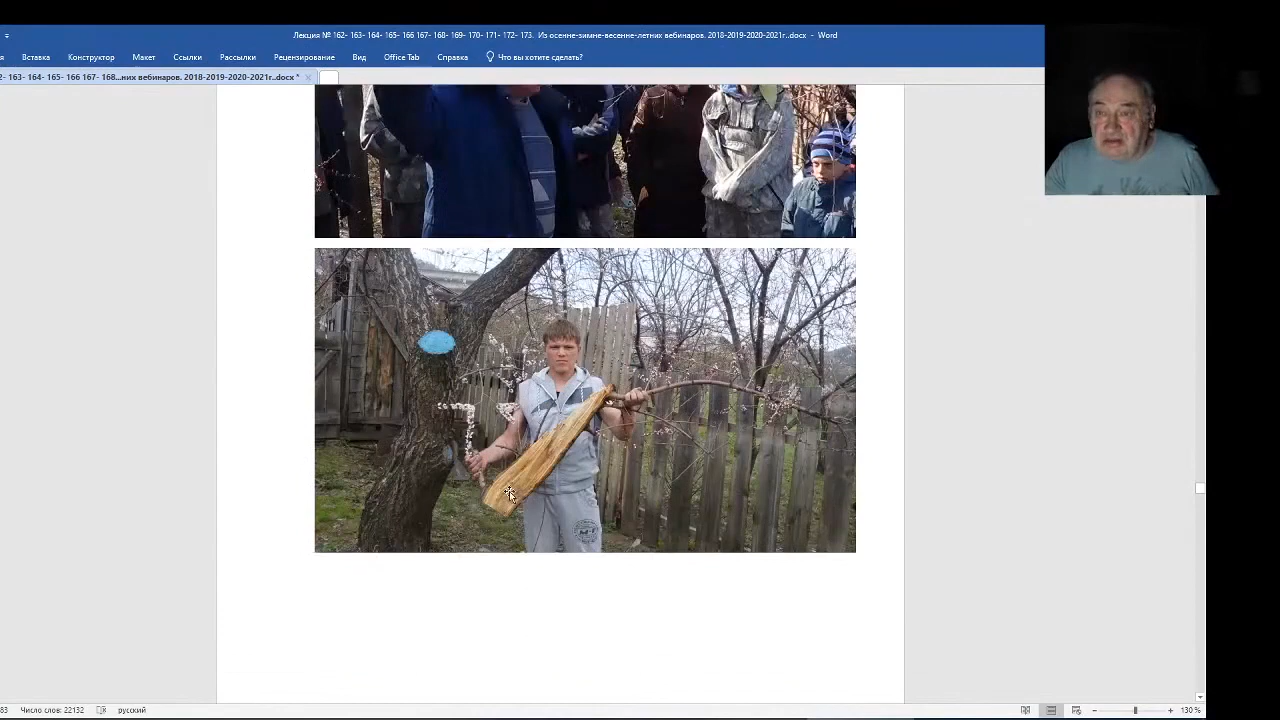 Лекция № 162- 163- 164- 165- 166 167- 168- 169- 170- 171- 172- 173. Из осенне-зимне-весенне-летних вебинаров. 2018-2019-2020-2021г..docx - Word
Вставка Конструктор Макет Ссылки Рассылки Рецензирование Вид Office Tab Справка Что вы хотите сделать?
2- 163- 164- 165- 166 167- 168...них вебинаров. 2018-2019-2020-2021г..docx *
83 Число слов: 22132 русский 130 %